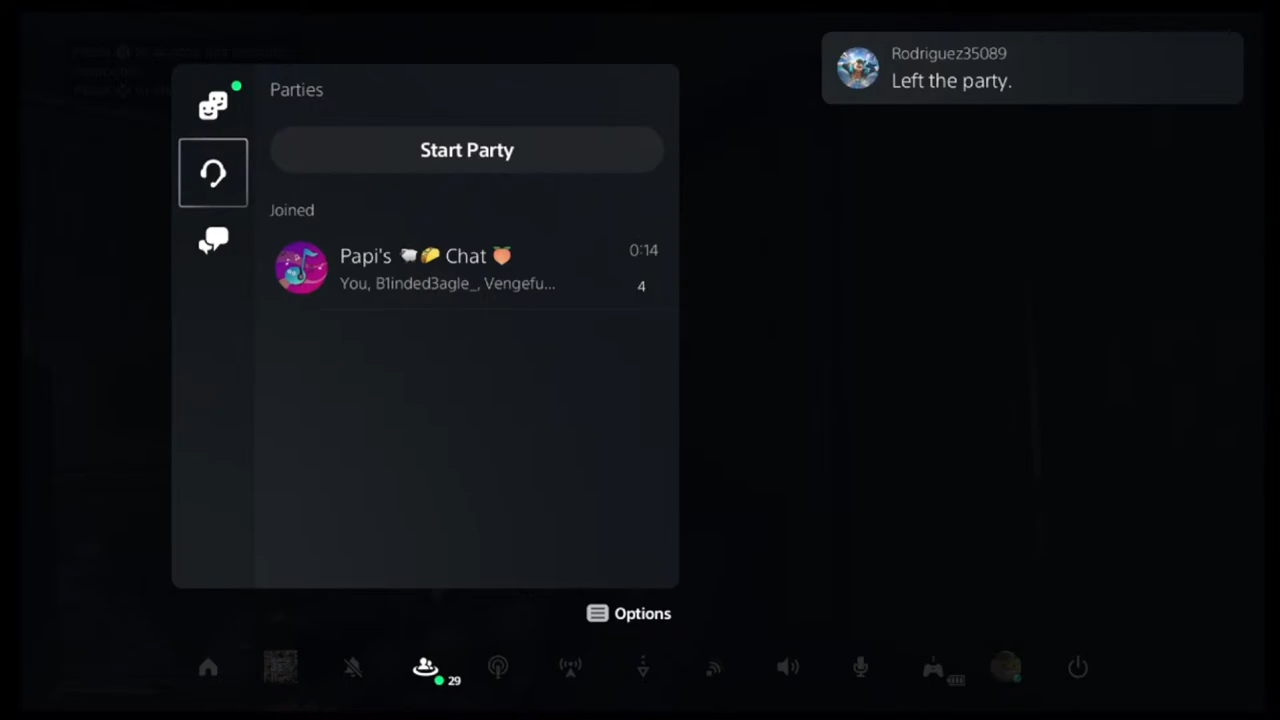 Rodriguez35089
Left the party.
Parties
Start Party
Joined
Papi's 🐑🌮 Chat 🍑
0:14
You, B1inded3agle_, Vengefu...
4
Options
29